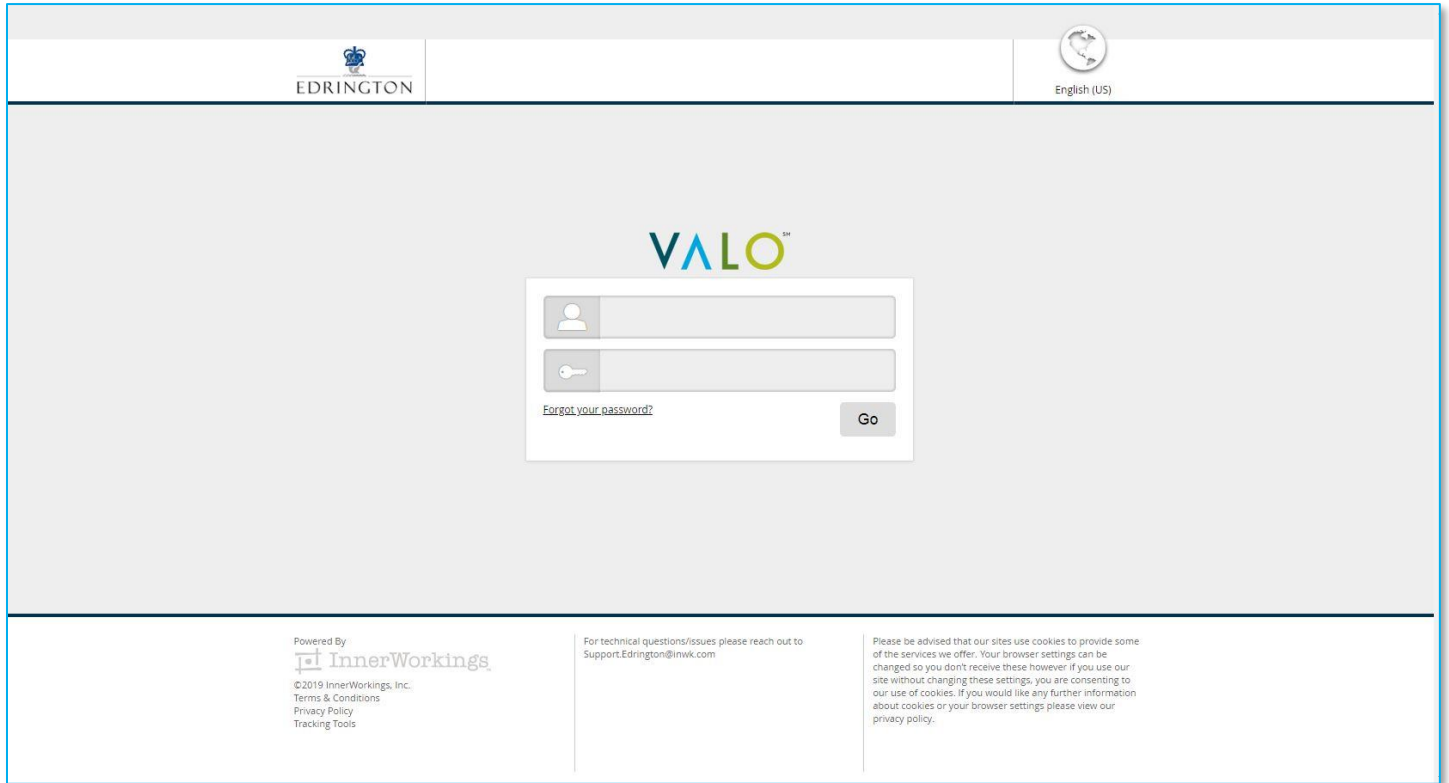 EDRINGTON
English (US)
VALO℠
Forgot your password?
Go
Powered By
InnerWorkings
©2019 InnerWorkings, Inc.
Terms & Conditions
Privacy Policy
Tracking Tools
For technical questions/issues please reach out to
Support.Edrington@inwk.com
Please be advised that our sites use cookies to provide some
of the services we offer. Your browser settings can be
changed so you don't receive these however if you use our
site without changing these settings, you are consenting to
our use of cookies. If you would like any further information
about cookies or your browser settings please view our
privacy policy.